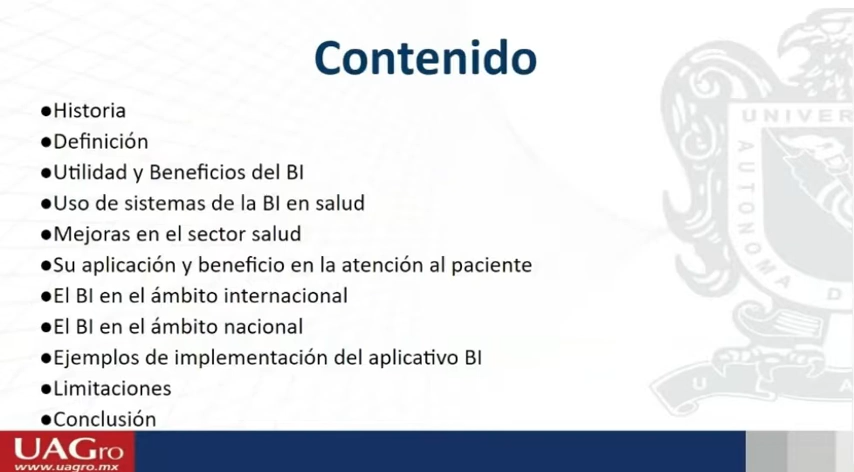 Contenido
●Historia
●Definición
●Utilidad y Beneficios del BI
●Uso de sistemas de la BI en salud
●Mejoras en el sector salud
●Su aplicación y beneficio en la atención al paciente
●El BI en el ámbito internacional
●El BI en el ámbito nacional
●Ejemplos de implementación del aplicativo BI
●Limitaciones
●Conclusión
UNIVER
AUTONOMA D
U A
UAGro
www.uagro.mx